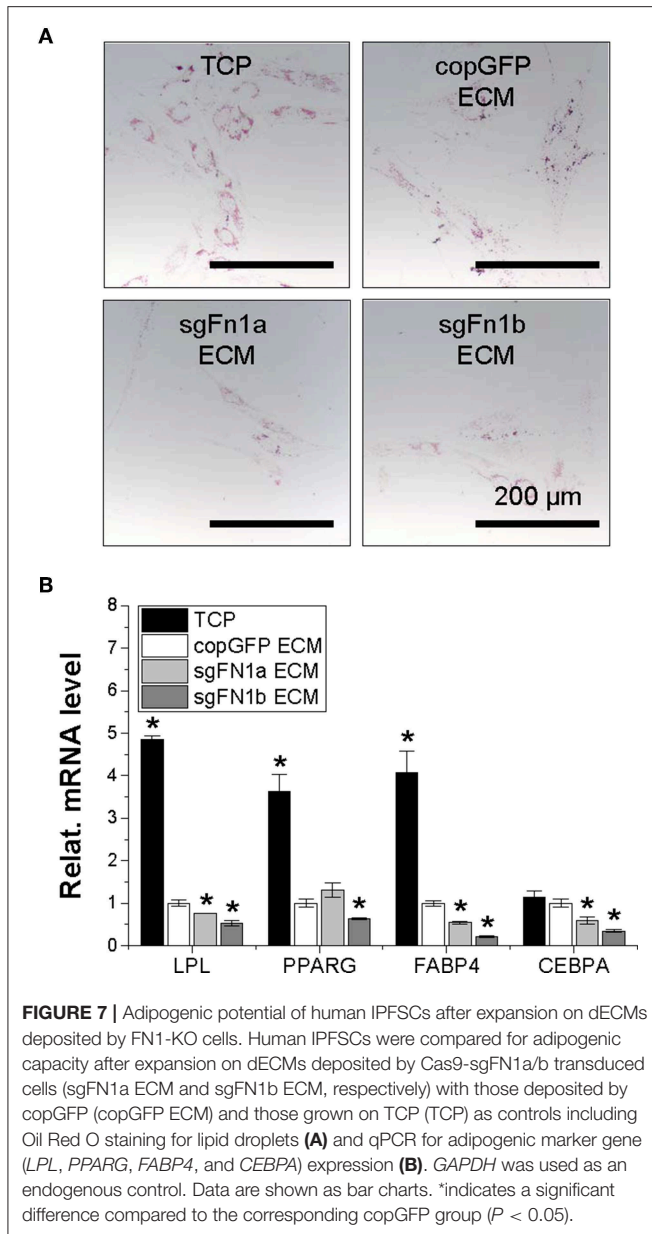 A
TCP
copGFP
ECM
sgFn1a
ECM
sgFn1b
ECM
200 µm
B
Relat. mRNA level
8
7
6
5
4
3
2
1
0
TCP
copGFP ECM
sgFN1a ECM
sgFN1b ECM
*
*
*
*
*
*
*
*
*
*
LPL
PPARG
FABP4
CEBPA
FIGURE 7 | Adipogenic potential of human IPFSCs after expansion on dECMs
deposited by FN1-KO cells. Human IPFSCs were compared for adipogenic
capacity after expansion on dECMs deposited by Cas9-sgFN1a/b transduced
cells (sgFN1a ECM and sgFN1b ECM, respectively) with those deposited by
copGFP (copGFP ECM) and those grown on TCP (TCP) as controls including
Oil Red O staining for lipid droplets (A) and qPCR for adipogenic marker gene
(LPL, PPARG, FABP4, and CEBPA) expression (B). GAPDH was used as an
endogenous control. Data are shown as bar charts. *indicates a significant
difference compared to the corresponding copGFP group (P < 0.05).